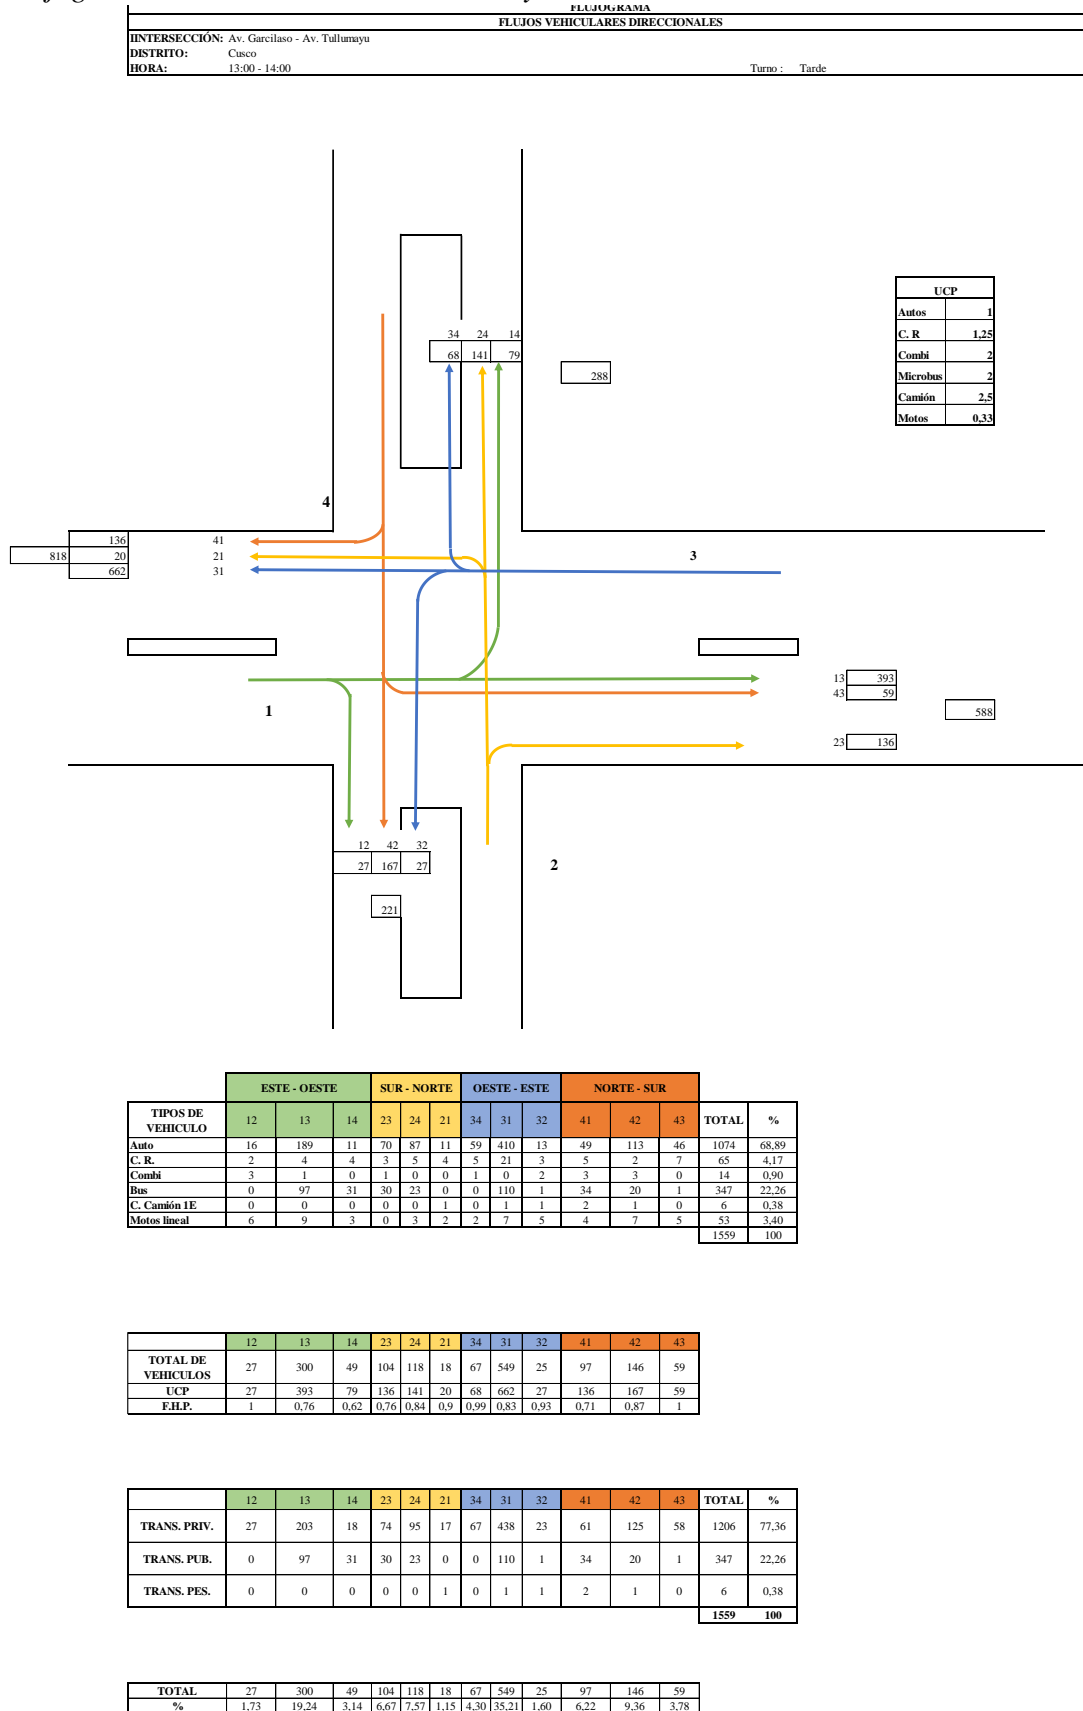 FLUJOGRAMA
FLUJOS VEHICULARES DIRECCIONALES
IINTERSECCIÓN: Av. Garcilaso - Av. Tullumayu
DISTRITO: Cusco
HORA: 13:00 - 14:00 Turno : Tarde
UCP
Autos 1
C. R 1,25
Combi 2
Microbus 2
Camión 2,5
Motos 0,33
34 24 14
68 141 79
288
4
136 41
818 20 21
662 31
3
13 393
43 59
1
588
23 136
12 42 32
27 167 27
2
221
ESTE - OESTE SUR - NORTE OESTE - ESTE NORTE - SUR
TIPOS DE VEHICULO 12 13 14 23 24 21 34 31 32 41 42 43 TOTAL %
Auto 16 189 11 70 87 11 59 410 13 49 113 46 1074 68,89
C. R. 2 4 4 3 5 4 5 21 3 5 2 7 65 4,17
Combi 3 1 0 1 0 0 1 0 2 3 3 0 14 0,90
Bus 0 97 31 30 23 0 0 110 1 34 20 1 347 22,26
C. Camión 1E 0 0 0 0 0 1 0 1 1 2 1 0 6 0,38
Motos lineal 6 9 3 0 3 2 2 7 5 4 7 5 53 3,40
1559 100
12 13 14 23 24 21 34 31 32 41 42 43
TOTAL DE VEHICULOS 27 300 49 104 118 18 67 549 25 97 146 59
UCP 27 393 79 136 141 20 68 662 27 136 167 59
F.H.P. 1 0,76 0,62 0,76 0,84 0,9 0,99 0,83 0,93 0,71 0,87 1
12 13 14 23 24 21 34 31 32 41 42 43 TOTAL %
TRANS. PRIV. 27 203 18 74 95 17 67 438 23 61 125 58 1206 77,36
TRANS. PUB. 0 97 31 30 23 0 0 110 1 34 20 1 347 22,26
TRANS. PES. 0 0 0 0 0 1 0 1 1 2 1 0 6 0,38
1559 100
TOTAL 27 300 49 104 118 18 67 549 25 97 146 59
% 1,73 19,24 3,14 6,67 7,57 1,15 4,30 35,21 1,60 6,22 9,36 3,78